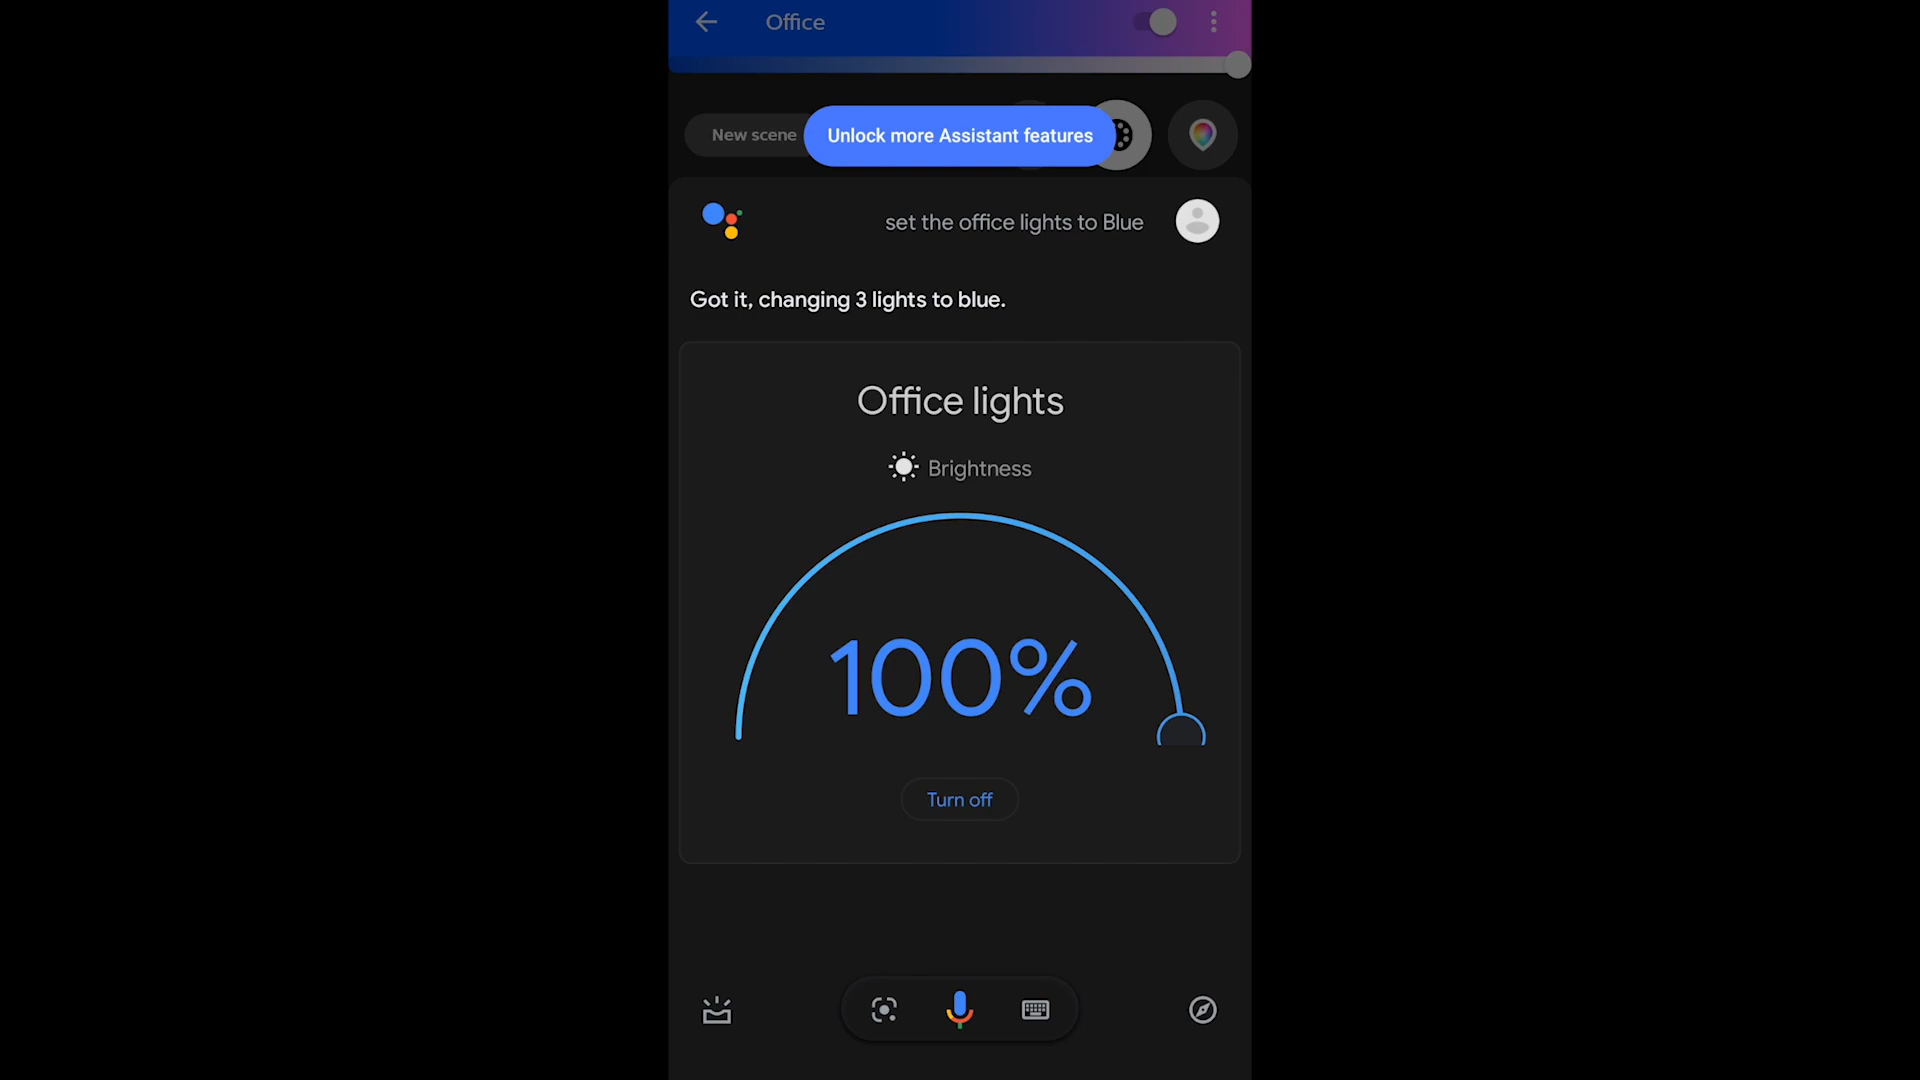 Office
New scene
Unlock more Assistant features
set the office lights to Blue
Got it, changing 3 lights to blue.
Office lights
Brightness
100%
Turn off